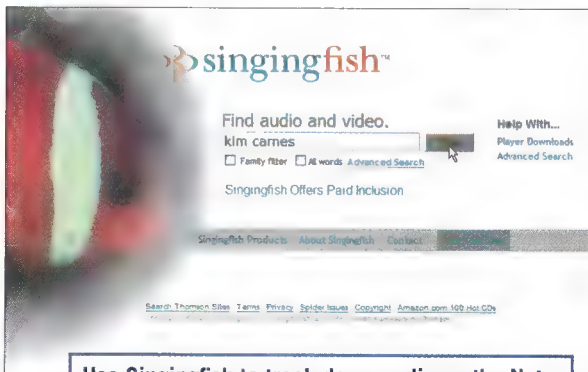 singingfish™
Find audio and video.
kim carnes
Help With...
Player Downloads
Family filter All words Advanced Search
Advanced Search
Singingfish Offers Paid Inclusion
Singingfish Products About Singingfish Contact
Search Thomson Sites Terms Privacy Spider Issues Copyright Amazon.com 100 Hot CDs